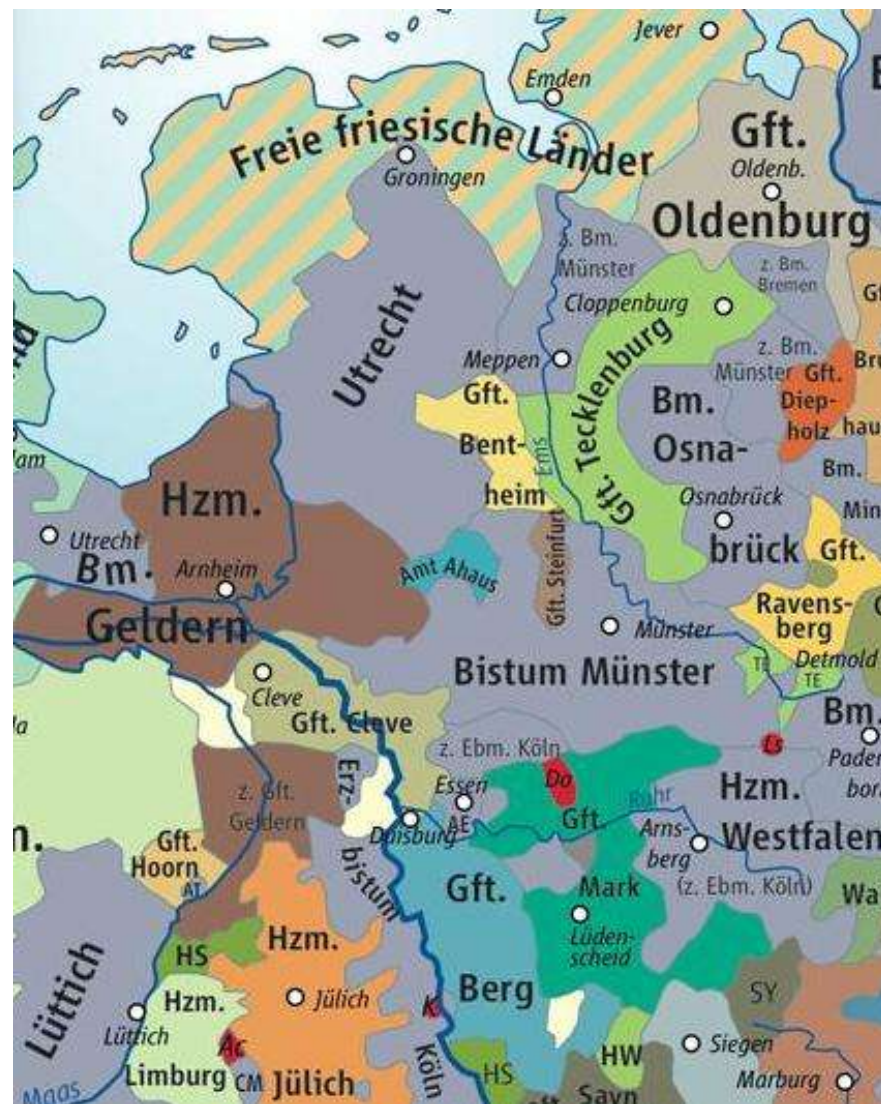 Jever
Emden
Freie friesische Länder
Groningen
Gft.
Oldenb.
Oldenburg
z. Bm.
Münster
z. Bm.
Bremen
Cloppenburg
Utrecht
Gft. Tecklenburg
Meppen
z. Bm.
Münster
Gft.
Diep-
holz
Bm.
Osna-
brück
Osnabrück
Gft.
Bent-
heim
Ems
Bm.
Min
Gft.
Ravens-
berg
Hzm.
Geldern
Utrecht
Bm.
Arnheim
Amt Ahaus
Gft. Steinfurt
Münster
Bistum Münster
TE
Detmold
TE
Cleve
Gft. Cleve
z. Ebm. Köln
Do
Ls
Bm.
Pader
born
Hzm.
Westfalen
(z. Ebm. Köln)
Erz-
bistum
Köln
Essen
AE
Duisburg
Ruhr
Arns-
berg
Gft.
Mark
Lüden-
scheid
z. Gft.
Geldern
Gft.
Hoorn
Gft.
Berg
Wa
Lüttich
HS
Hzm.
Jülich
Jülich
Hzm.
Limburg
Lüttich
Ac
CM
K
HS
HW
SY
Siegen
Sayn
Marburg
Maas